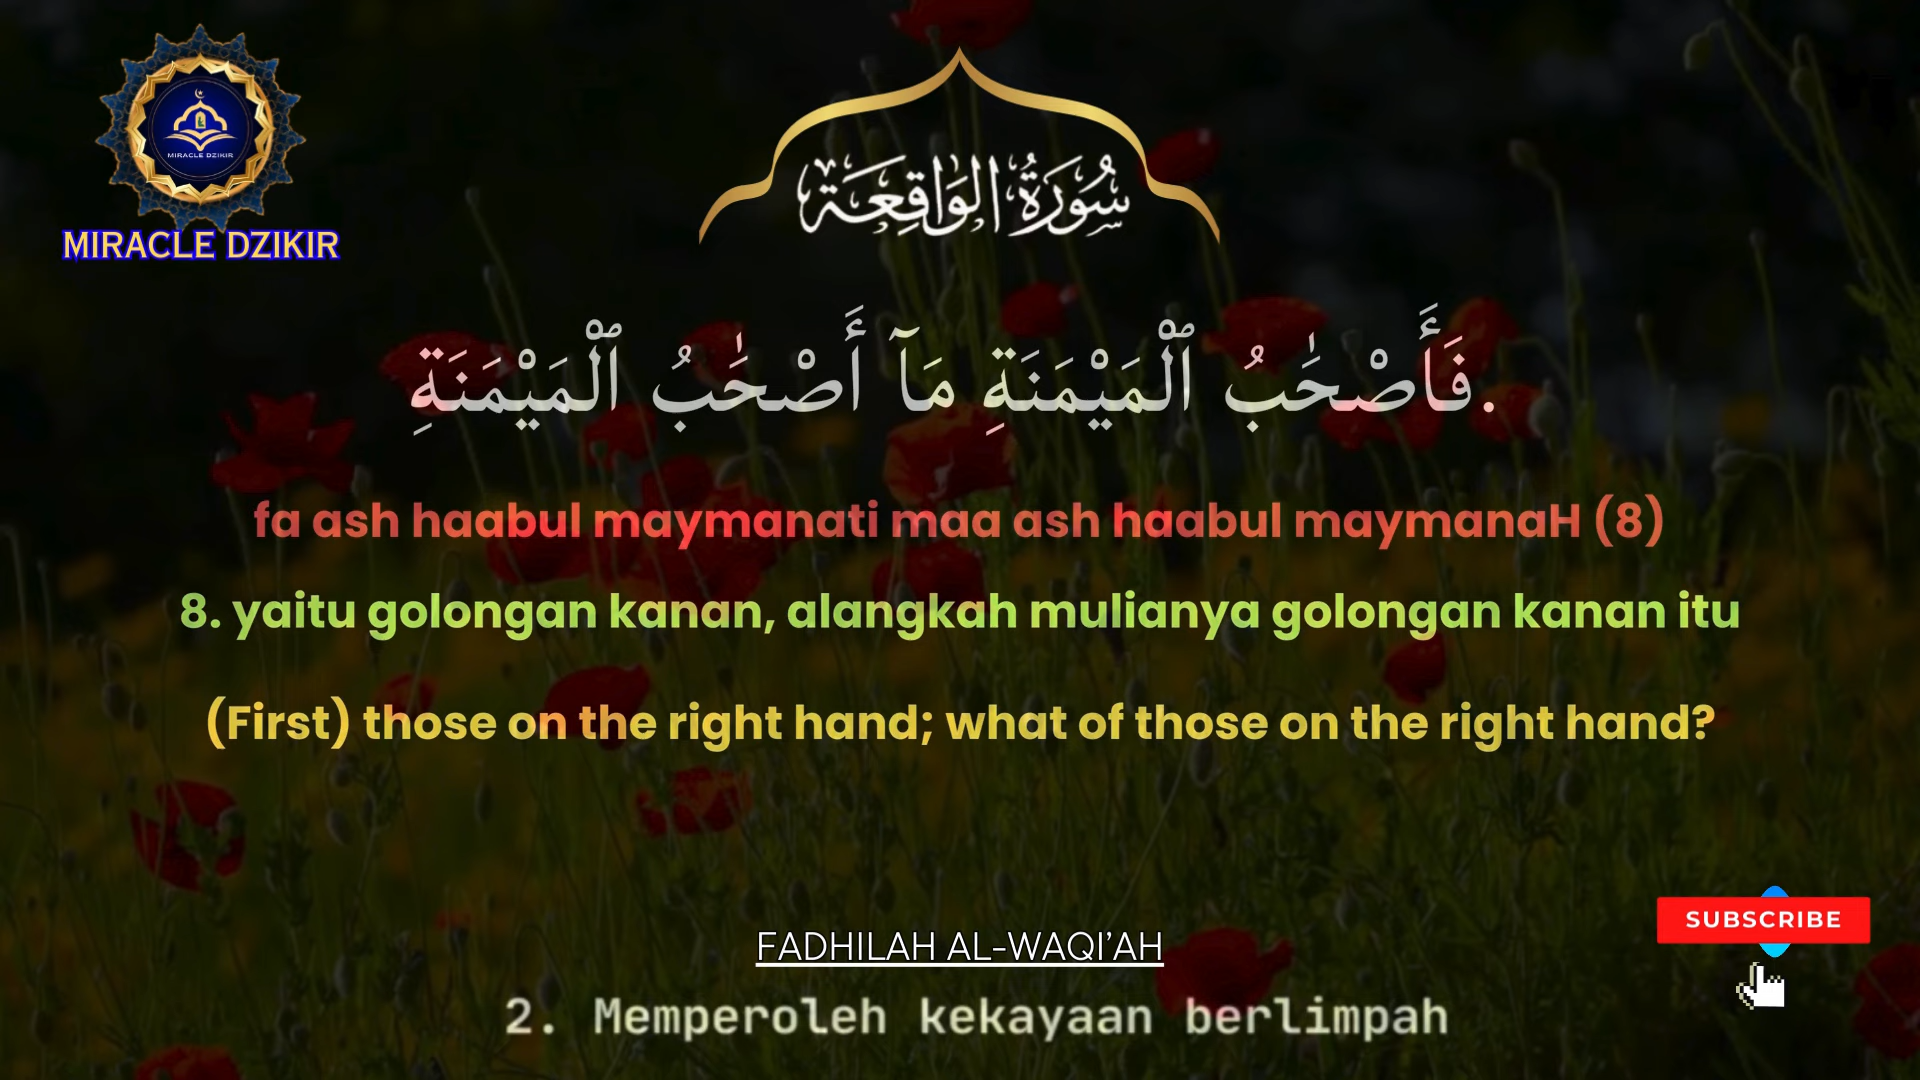 MIRACLE DZIKIR
MIRACLE DZIKIR
سُورَةُ الوَاقِعَة
فَأَصْحَٰبُ ٱلْمَيْمَنَةِ مَآ أَصْحَٰبُ ٱلْمَيْمَنَةِ.
fa ash haabul maymanati maa ash haabul maymanaH (8)
8. yaitu golongan kanan, alangkah mulianya golongan kanan itu
(First) those on the right hand; what of those on the right hand?
SUBSCRIBE
FADHILAH AL-WAQI’AH
2. Memperoleh kekayaan berlimpah